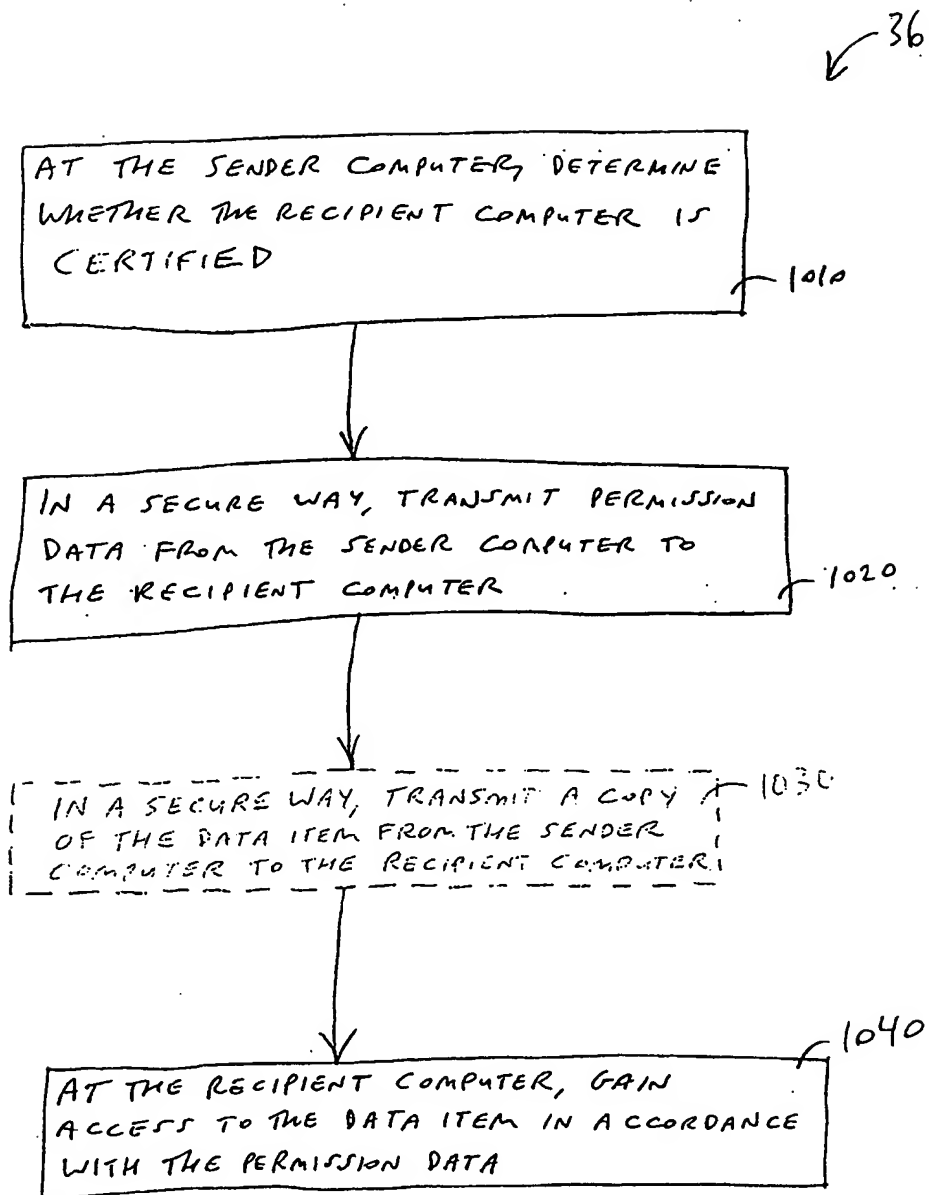 36
AT THE SENDER COMPUTER, DETERMINE
WHETHER THE RECIPIENT COMPUTER IS
CERTIFIED
1010
IN A SECURE WAY, TRANSMIT PERMISSION
DATA FROM THE SENDER COMPUTER TO
THE RECIPIENT COMPUTER
1020
IN A SECURE WAY, TRANSMIT A COPY
1030
OF THE DATA ITEM FROM THE SENDER
COMPUTER TO THE RECIPIENT COMPUTER
1040
AT THE RECIPIENT COMPUTER, GAIN
ACCESS TO THE DATA ITEM IN ACCORDANCE
WITH THE PERMISSION DATA